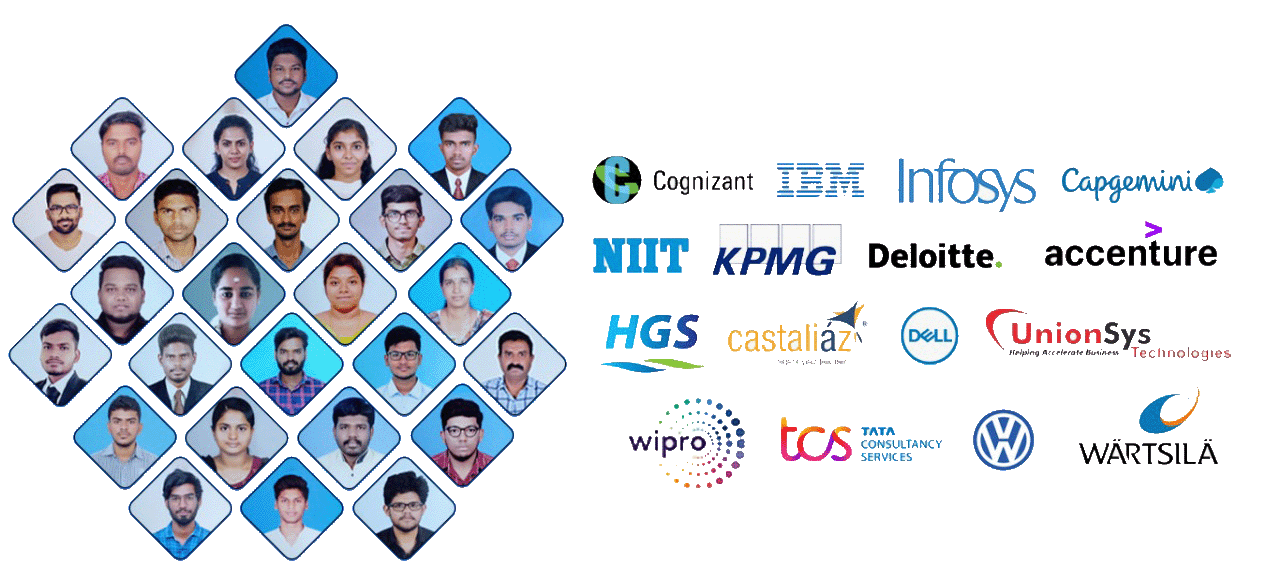 Cognizant
IBM
Infosys
Capgemini
NIIT
KPMG
Deloitte.
accenture
HGS
castaliáz®
DELL
UnionSys
Helping Accelerate Business
Technologies
wipro
tcs TATA
CONSULTANCY
SERVICES
WÄRTSILÄ